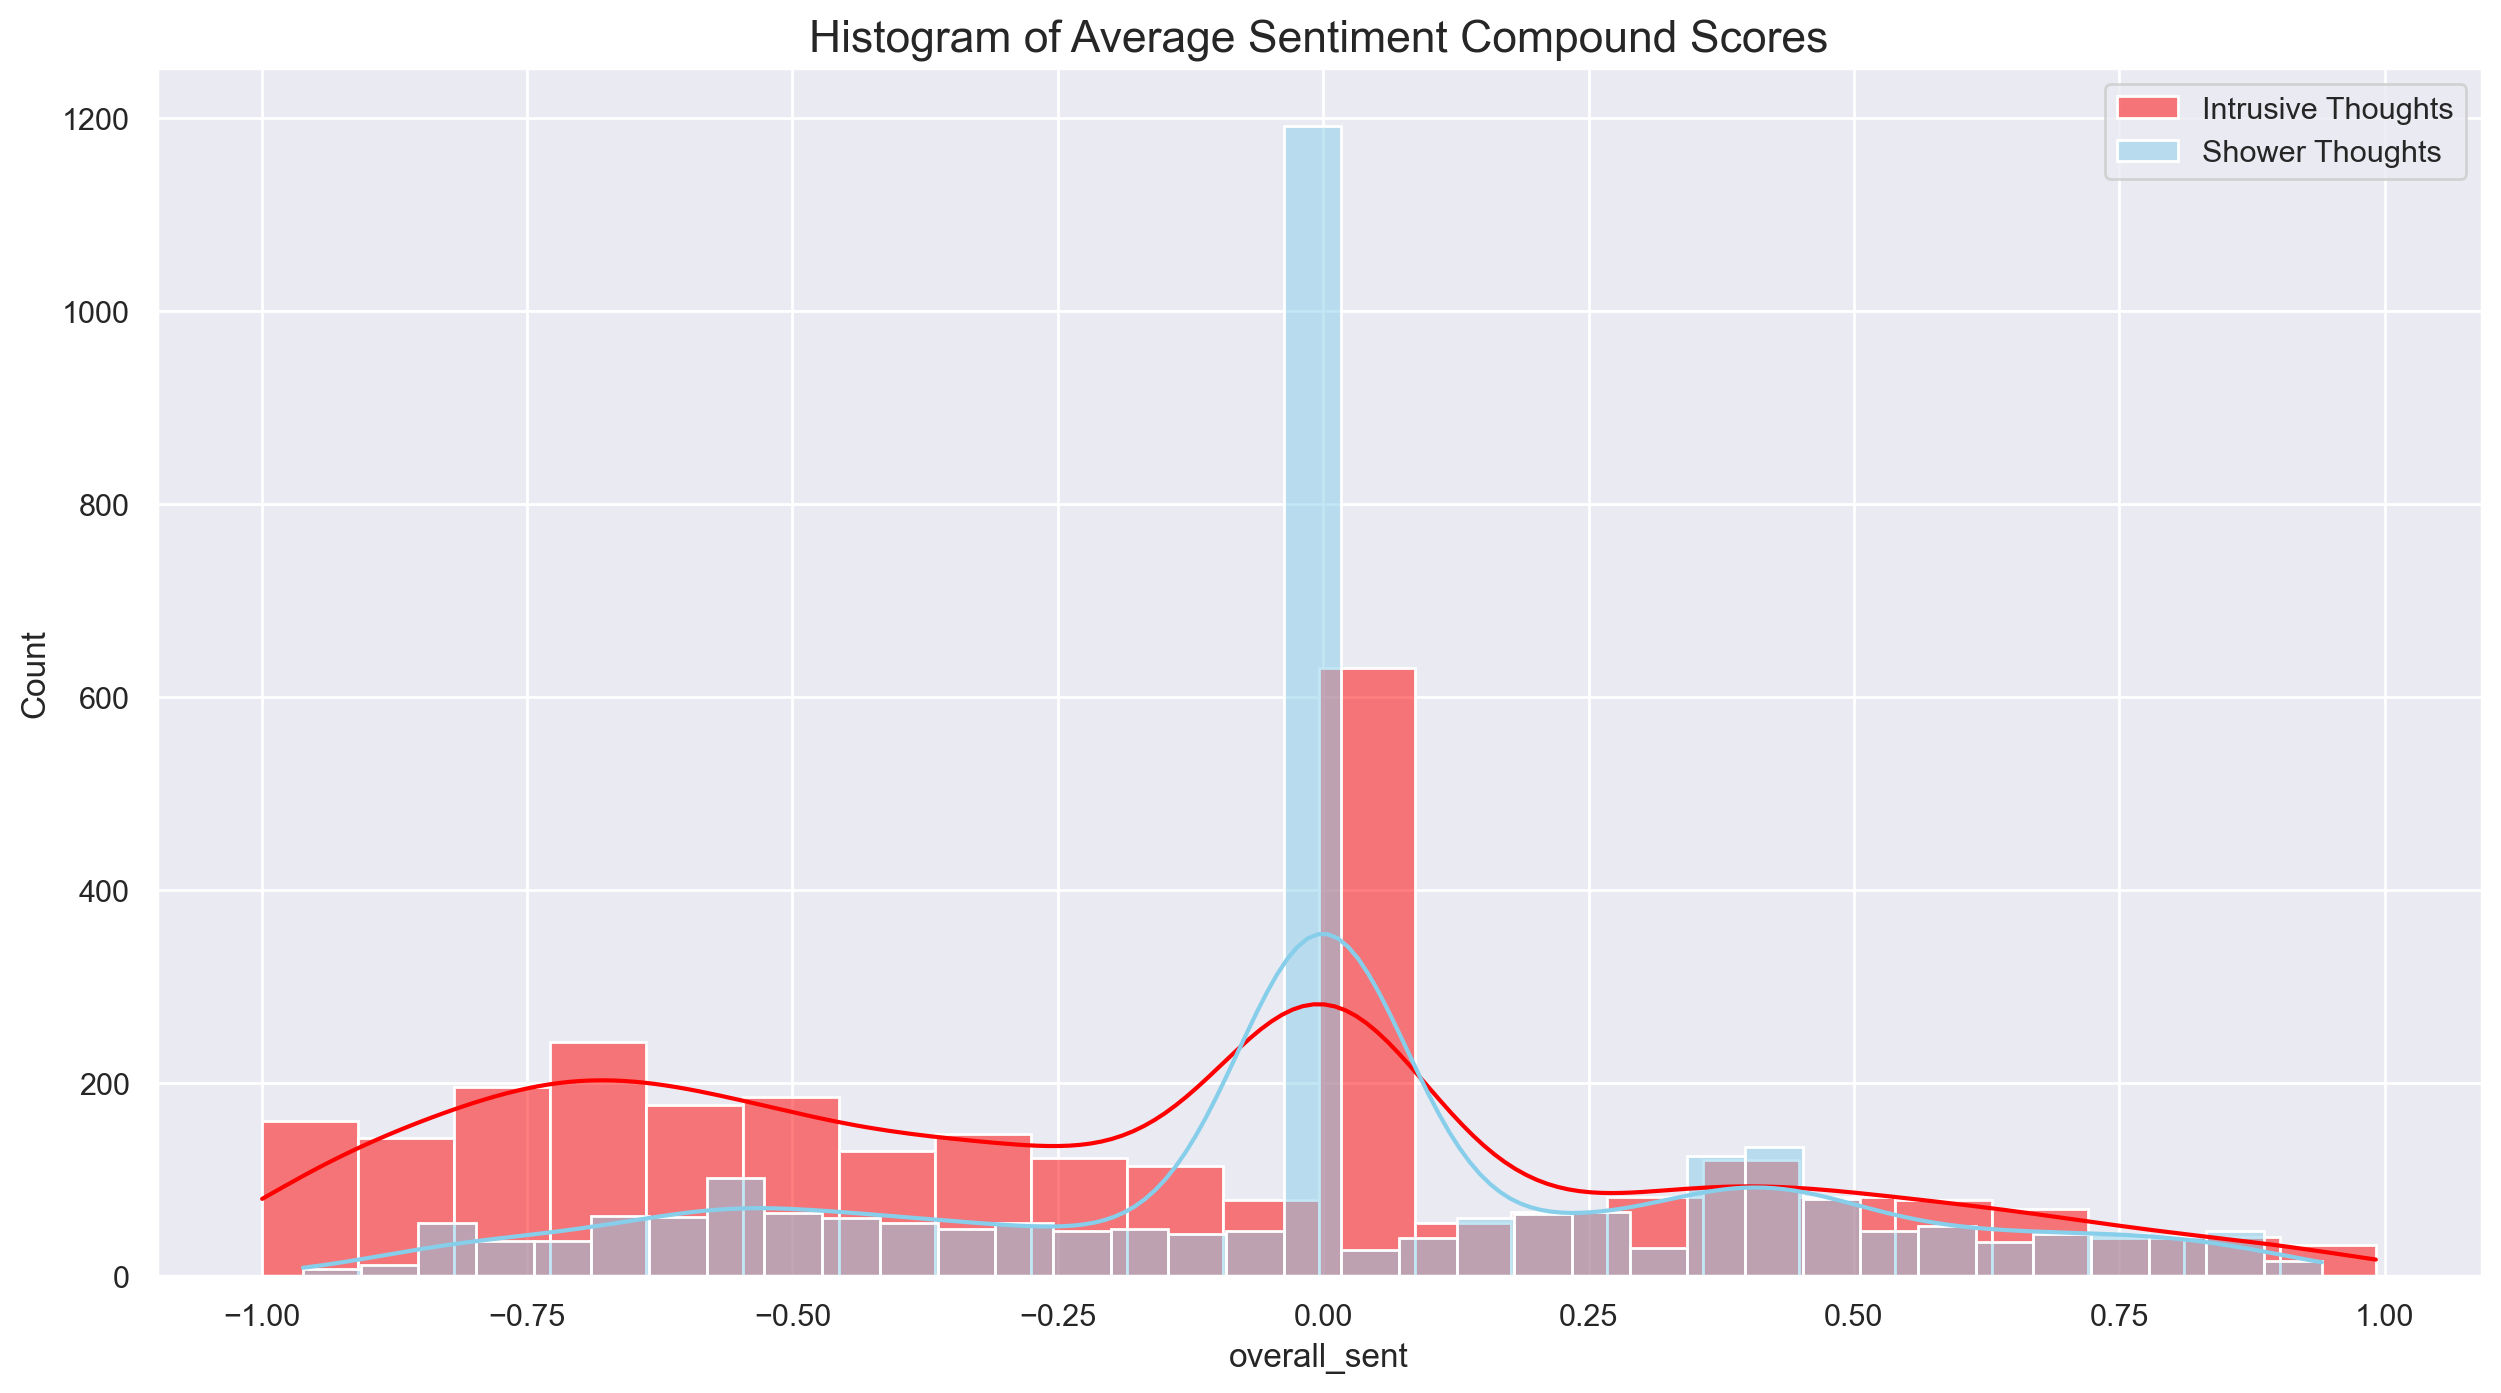 Histogram of Average Sentiment Compound Scores
Intrusive Thoughts
Shower Thoughts
1200
1000
800
600
400
200
0
Count
−1.00 −0.75 −0.50 −0.25 0.00 0.25 0.50 0.75 1.00
overall_sent